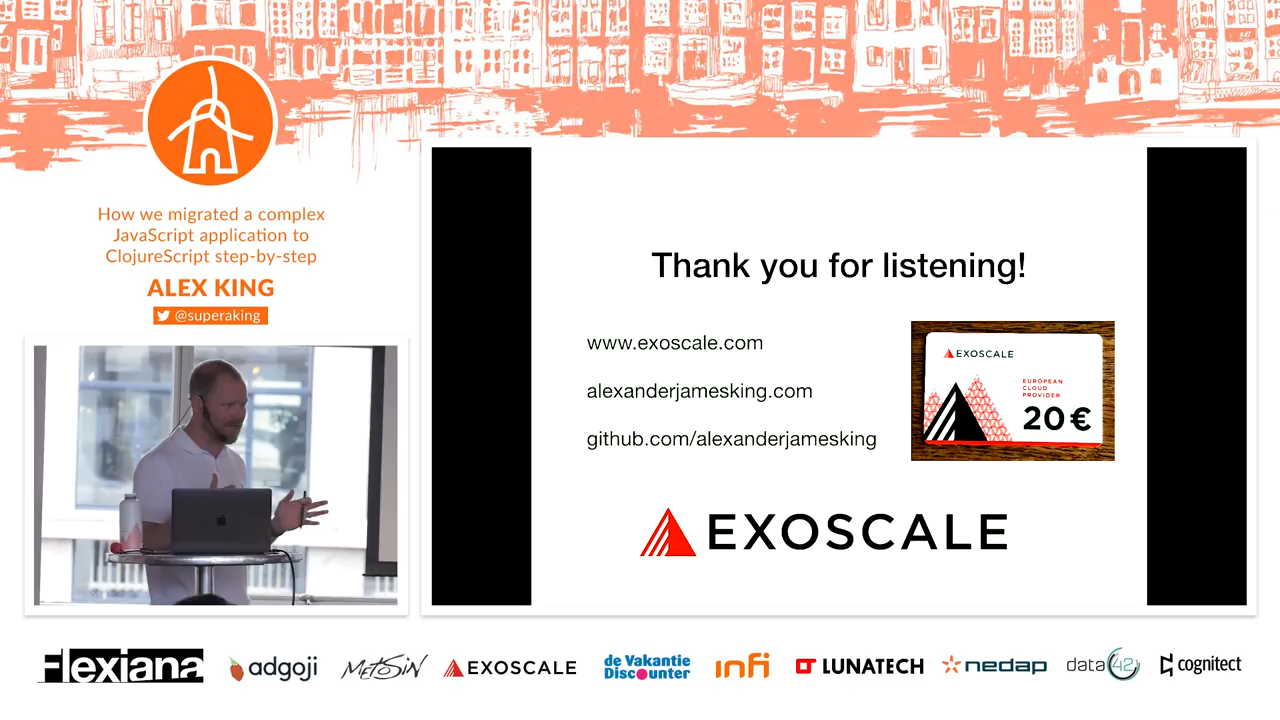 How we migrated a complex
JavaScript application to
ClojureScript step-by-step
ALEX KING
@superaking
Thank you for listening!
www.exoscale.com
alexanderjamesking.com
github.com/alexanderjamesking
EXOSCALE
EUROPEAN
CLOUD
PROVIDER
20 €
EXOSCALE
Flexiana
adgoji
METOSIN
EXOSCALE
de Vakantie
Discounter
infi
LUNATECH
nedap
data42
cognitect